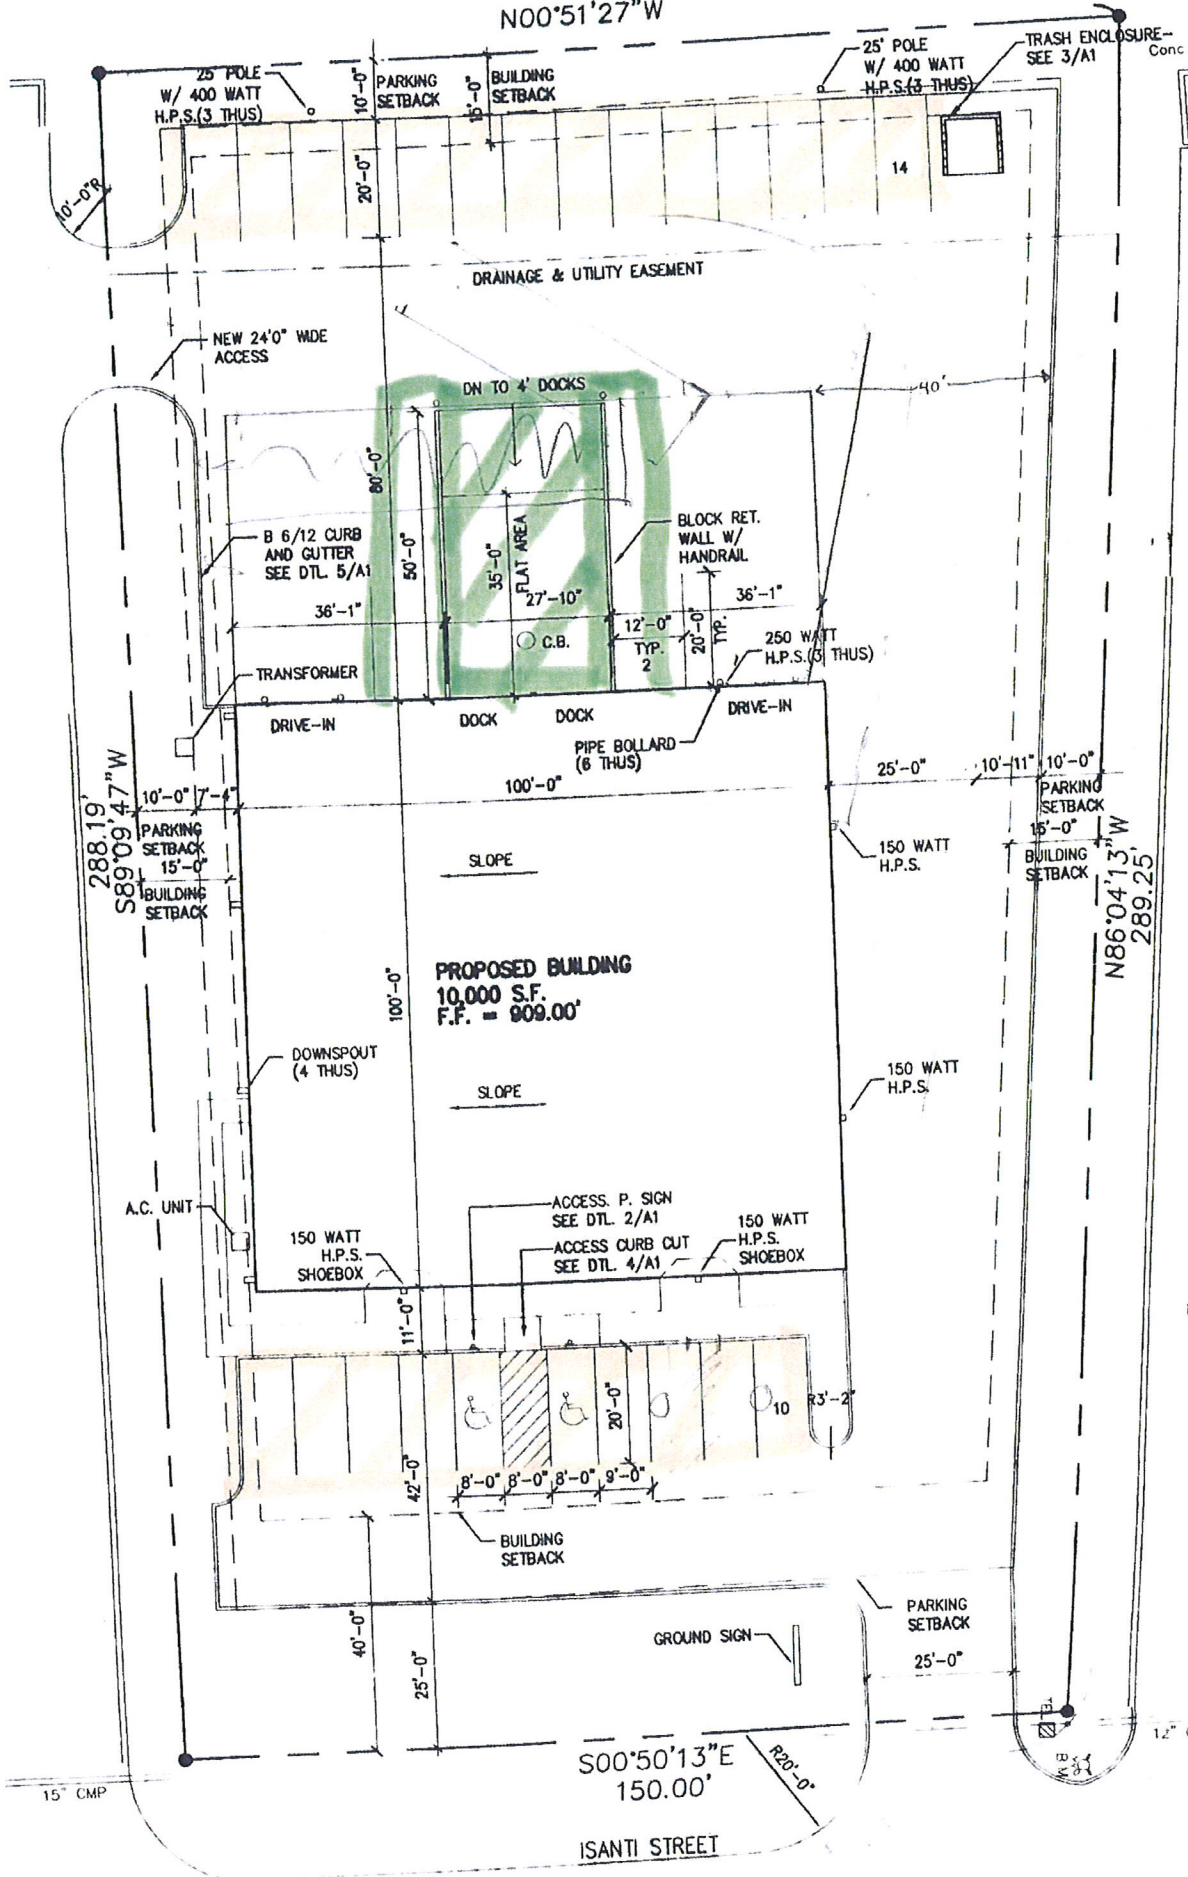 N00°51'27"W
25' POLE
W/ 400 WATT
H.P.S.(3 THUS)
10'-0"
PARKING
SETBACK
15'-0"
BUILDING
SETBACK
25' POLE
W/ 400 WATT
H.P.S.(3 THUS)
TRASH ENCLOSURE-
SEE 3/A1
Conc
10'-0"R
20'-0"
14
DRAINAGE & UTILITY EASEMENT
NEW 24'0" WIDE
ACCESS
DN TO 4' DOCKS
40'
80'-0"
50'-0"
35'-0"
FLAT AREA
B 6/12 CURB
AND GUTTER
SEE DTL. 5/A1
BLOCK RET.
WALL W/
HANDRAIL
36'-1"
27'-10"
36'-1"
12'-0"
TYP.
2
20'-0"
TYP.
C.B.
250 WATT
H.P.S.(3 THUS)
TRANSFORMER
DRIVE-IN
DOCK
DOCK
DRIVE-IN
PIPE BOLLARD
(6 THUS)
288.19'
S89°09'47"W
10'-0"
7'-4"
100'-0"
25'-0"
10'-11"
10'-0"
PARKING
SETBACK
PARKING
SETBACK
15'-0"
15'-0"
BUILDING
SETBACK
BUILDING
SETBACK
N86°04'13"W
289.25'
SLOPE
150 WATT
H.P.S.
PROPOSED BUILDING
10,000 S.F.
F.F. = 909.00'
100'-0"
DOWNSPOUT
(4 THUS)
SLOPE
150 WATT
H.P.S.
A.C. UNIT
ACCESS. P. SIGN
SEE DTL. 2/A1
150 WATT
H.P.S.
SHOEBOX
ACCESS CURB CUT
SEE DTL. 4/A1
150 WATT
H.P.S.
SHOEBOX
11'-0"
20'-0"
10
R3'-2"
42'-0"
8'-0"
8'-0"
8'-0"
9'-0"
BUILDING
SETBACK
40'-0"
25'-0"
GROUND SIGN
PARKING
SETBACK
25'-0"
TEL
B.M.
S00°50'13"E
150.00'
R20'-0"
15" CMP
12"
ISANTI STREET